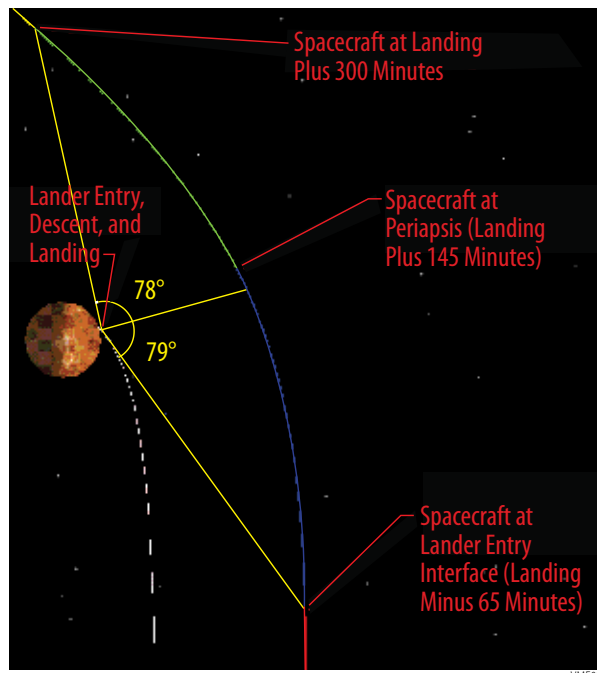 Spacecraft at Landing
Plus 300 Minutes
Lander Entry,
Descent, and
Landing
Spacecraft at
Periapsis (Landing
Plus 145 Minutes)
78°
79°
Spacecraft at
Lander Entry
Interface (Landing
Minus 65 Minutes)